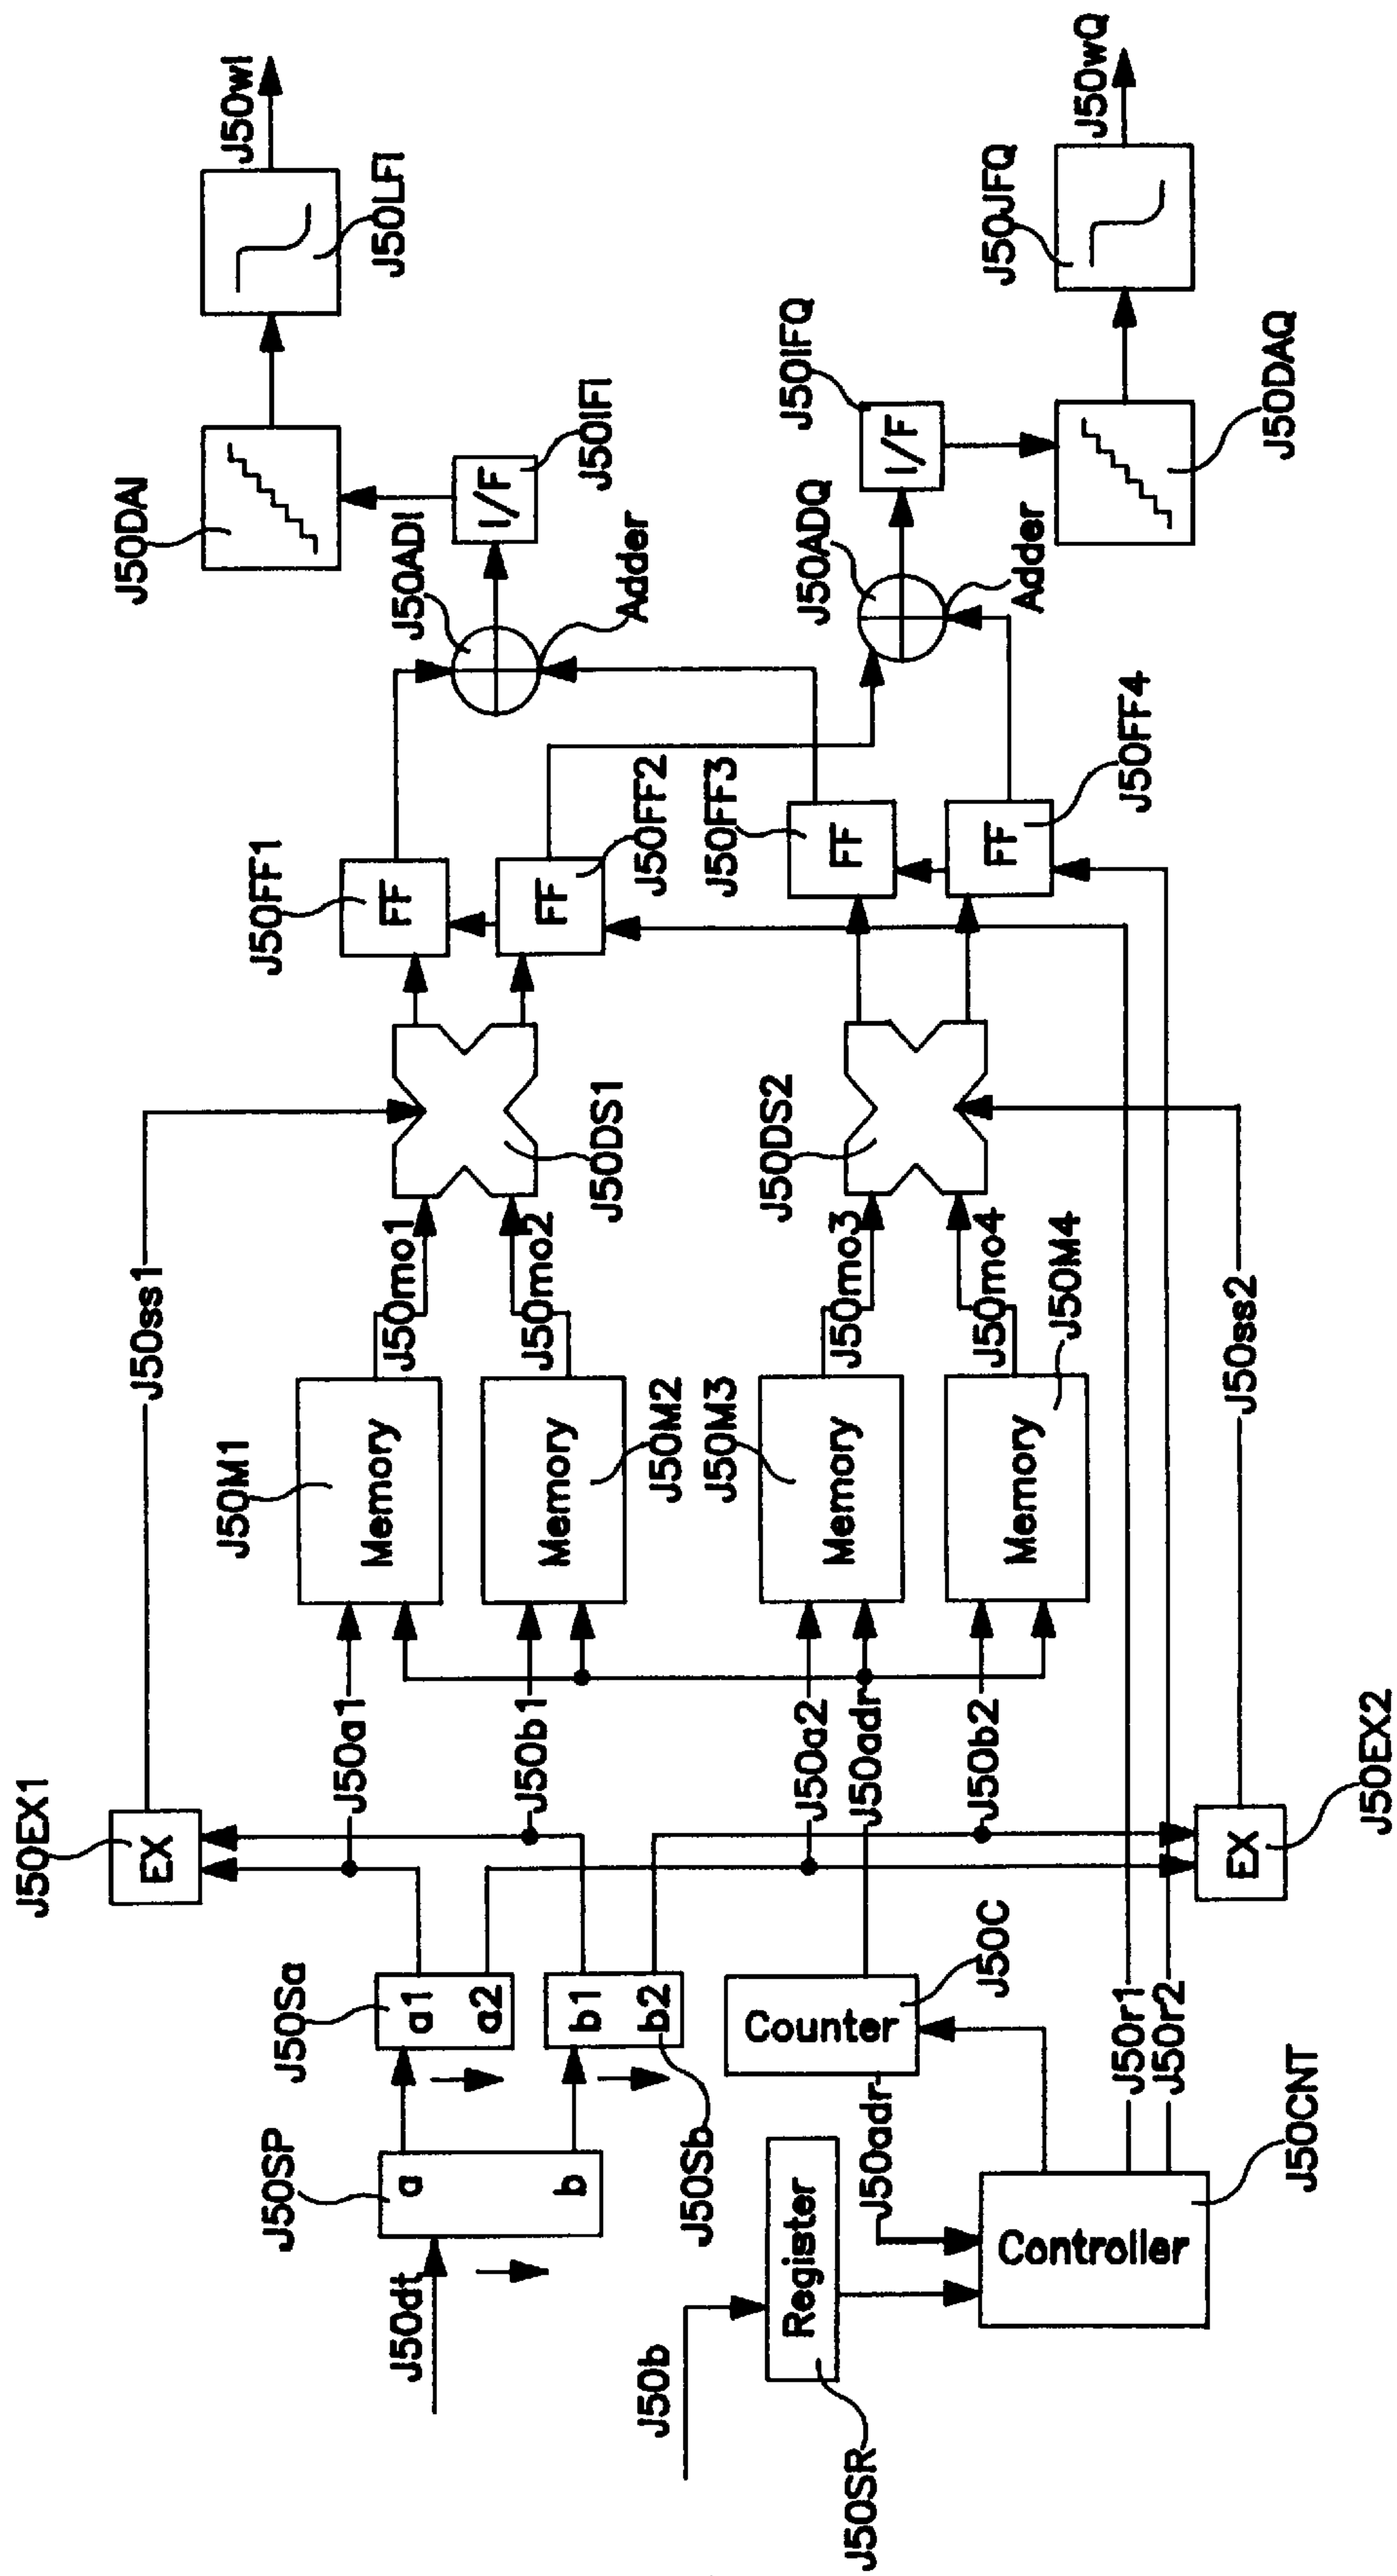 J50dt
J50SP
a
b
J50Sa
a1
a2
b1
b2
J50Sb
J50b
Register
J50SR
Controller
J50CNT
Counter
J50C
J50adr
J50r1
J50r2
J50EX1
EX
J50a1
J50b1
J50a2
J50adr
J50b2
EX
J50EX2
J50ss1
J50ss2
J50M1
Memory
Memory
J50M2
J50M3
Memory
Memory
J50M4
J50mo1
J50mo2
J50mo3
J50mo4
J50DS1
J50DS2
J50FF1
FF
FF
J50FF2
J50FF3
FF
FF
J50FF4
J50ADI
Adder
J50ADQ
Adder
I/F
J50IFI
J50IFQ
I/F
J50DAI
J50DAQ
J50LFI
J50JFQ
J50wI
J50wQ